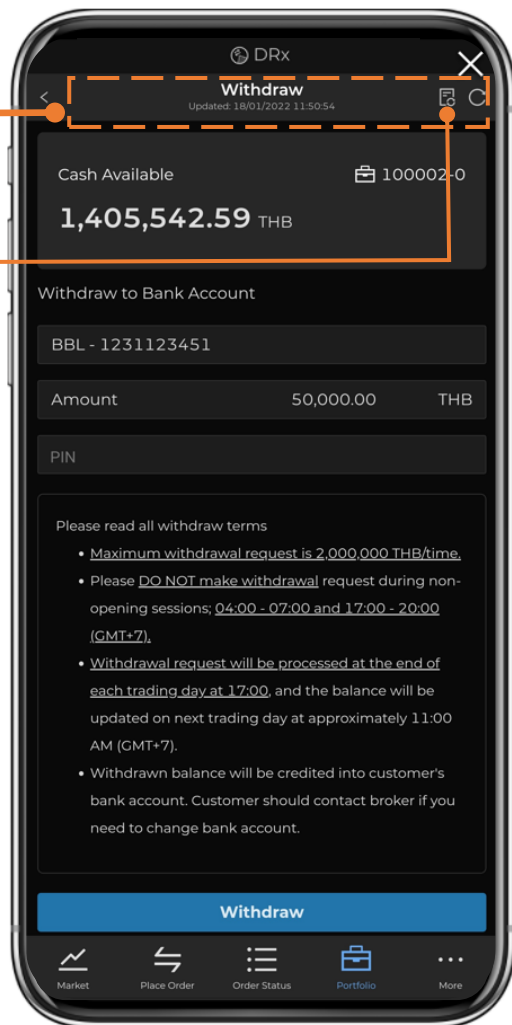 DRx
Withdraw
Updated: 18/01/2022 11:50:54
Cash Available 100002-0
1,405,542.59 THB
Withdraw to Bank Account
BBL - 1231123451
Amount 50,000.00 THB
PIN
Please read all withdraw terms
• Maximum withdrawal request is 2,000,000 THB/time.
• Please DO NOT make withdrawal request during non-
opening sessions; 04:00 - 07:00 and 17:00 - 20:00
(GMT+7).
• Withdrawal request will be processed at the end of
each trading day at 17:00, and the balance will be
updated on next trading day at approximately 11:00
AM (GMT+7).
• Withdrawn balance will be credited into customer's
bank account. Customer should contact broker if you
need to change bank account.
Withdraw
Market Place Order Order Status Portfolio More